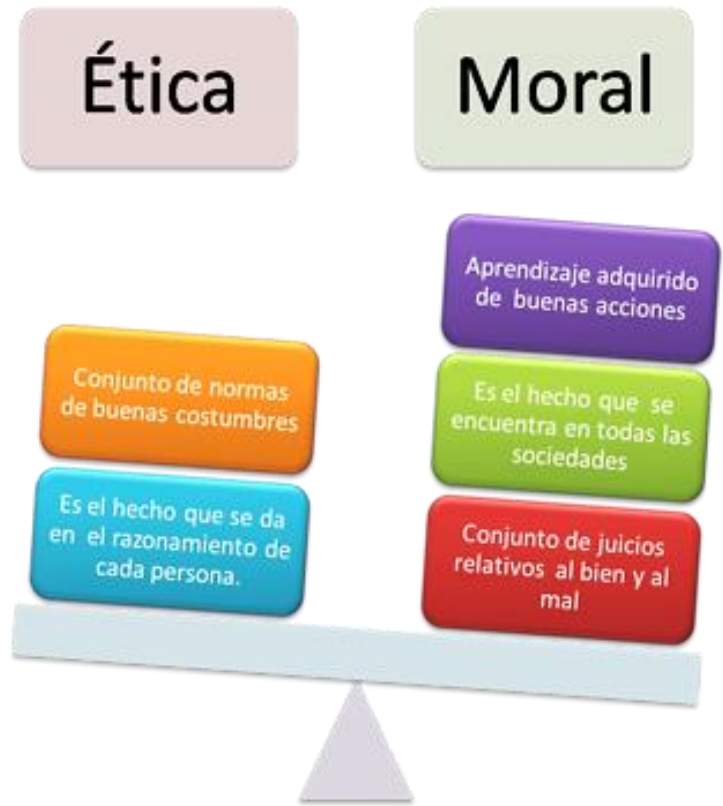 Ética
Moral
Conjunto de normas
de buenas costumbres
Es el hecho que se da
en el razonamiento de
cada persona.
Aprendizaje adquirido
de buenas acciones
Es el hecho que se
encuentra en todas las
sociedades
Conjunto de juicios
relativos al bien y al
mal